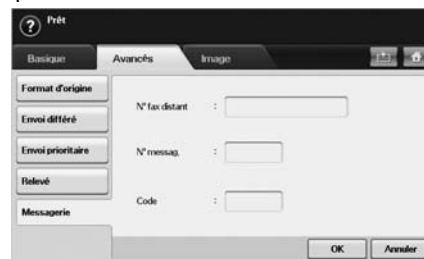 Prêt
Basique Avancés Image
Format d'origine
Envoi différé
Envoi prioritaire
Relevé
Messagerie
N° fax distant :
N° messag. :
Code :
OK Annuler